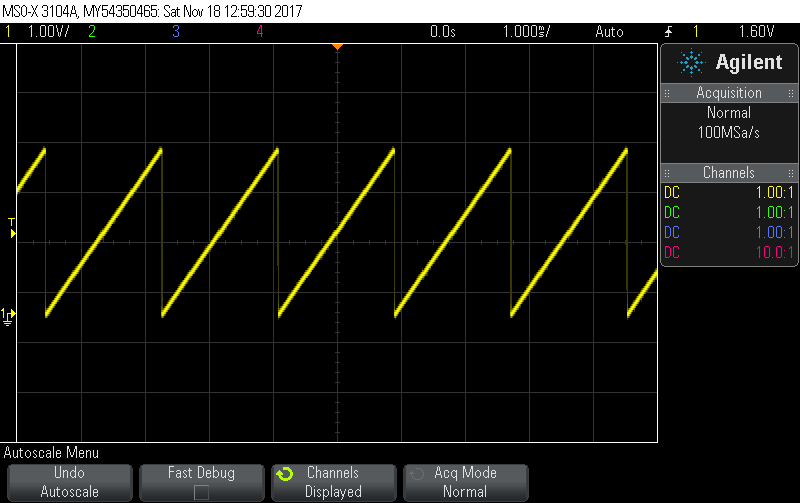 MSO-X 3104A, MY54350465: Sat Nov 18 12:59:30 2017
1 1.00V/ 2 3 4 0.0s 1.000ms/ Auto 1 1.60V
Agilent
Acquisition
Normal
100MSa/s
Channels
DC 1.00:1
DC 1.00:1
DC 1.00:1
DC 10.0:1
T
1
Autoscale Menu
Undo
Autoscale
Fast Debug
Channels
Displayed
Acq Mode
Normal